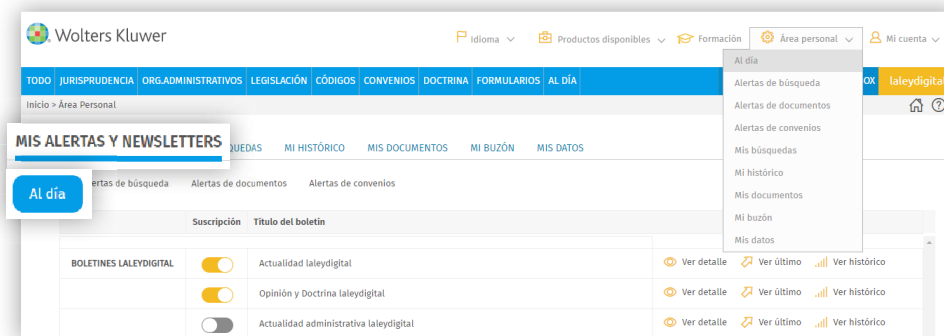 Wolters Kluwer
Idioma
Productos disponibles
Formación
Área personal
Mi cuenta
TODO JURISPRUDENCIA ORG.ADMINISTRATIVOS LEGISLACIÓN CÓDIGOS CONVENIOS DOCTRINA FORMULARIOS AL DÍA
OX laleydigital
Inicio > Área Personal
Al día
Alertas de búsqueda
Alertas de documentos
Alertas de convenios
Mis búsquedas
Mi histórico
Mis documentos
Mi buzón
Mis datos
MIS ALERTAS Y NEWSLETTERS
MI HISTÓRICO MIS DOCUMENTOS MI BUZÓN MIS DATOS
Al día
de búsqueda Alertas de documentos Alertas de convenios
Suscripción Título del boletín
BOLETINES LALEYDIGITAL Actualidad laleydigital Ver detalle Ver último Ver histórico
Opinión y Doctrina laleydigital Ver detalle Ver último Ver histórico
Actualidad administrativa laleydigital Ver detalle Ver último Ver histórico